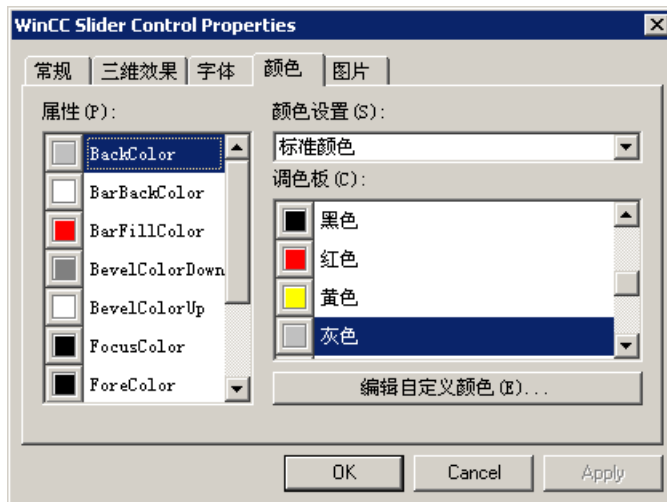 WinCC Slider Control Properties
常规 三维效果 字体 颜色 图片
属性(P):
BackColor
BarBackColor
BarFillColor
BevelColorDown
BevelColorUp
FocusColor
ForeColor
颜色设置(S):
标准颜色
调色板(C):
黑色
红色
黄色
灰色
编辑自定义颜色(E)...
OK Cancel Apply